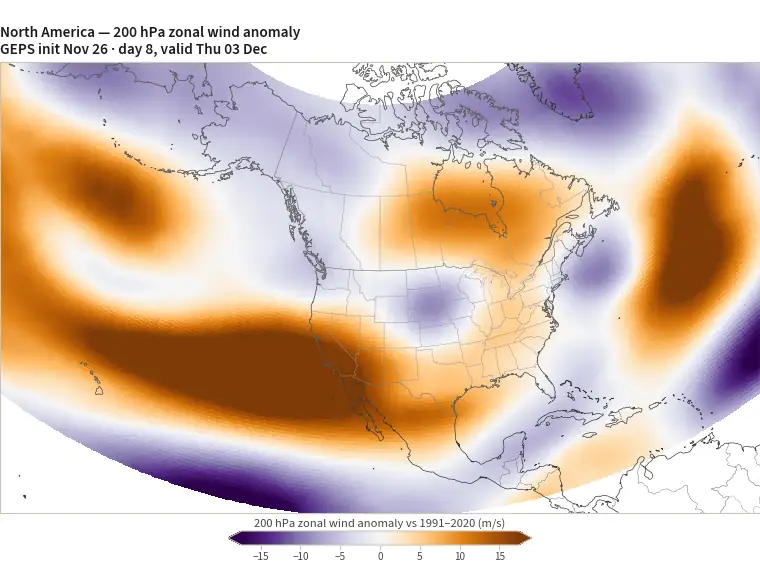 North America — 200 hPa zonal wind anomaly
GEPS init Nov 26 · day 8, valid Thu 03 Dec
200 hPa zonal wind anomaly vs 1991–2020 (m/s)
−15 −10 −5 0 5 10 15